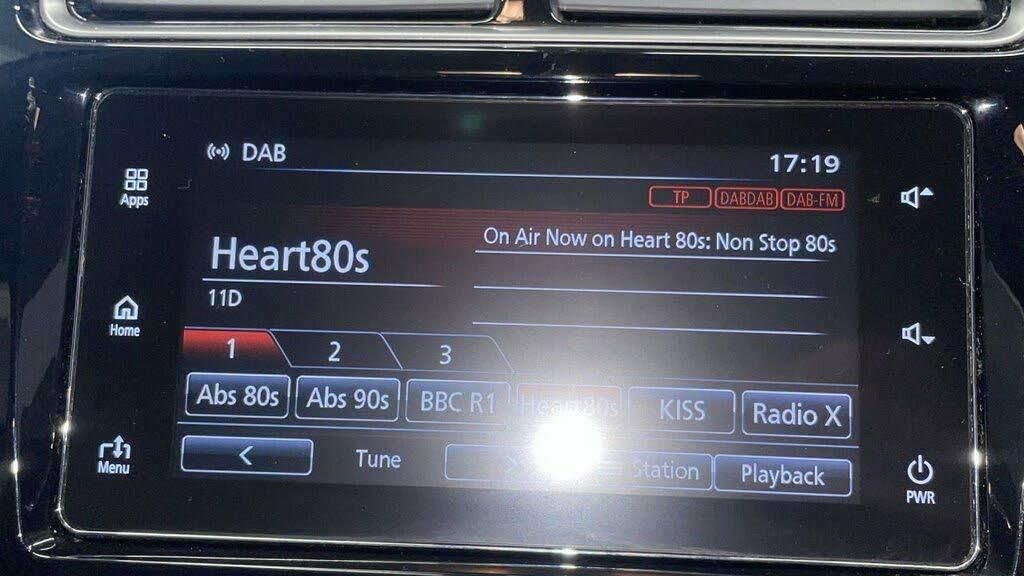 DAB
17:19
Apps
TP DABDAB DAB-FM
On Air Now on Heart 80s: Non Stop 80s
Heart80s
11D
Home
1 2 3
Abs 80s Abs 90s BBC R1 Heart80s KISS Radio X
Menu
< Tune > Station Playback
PWR